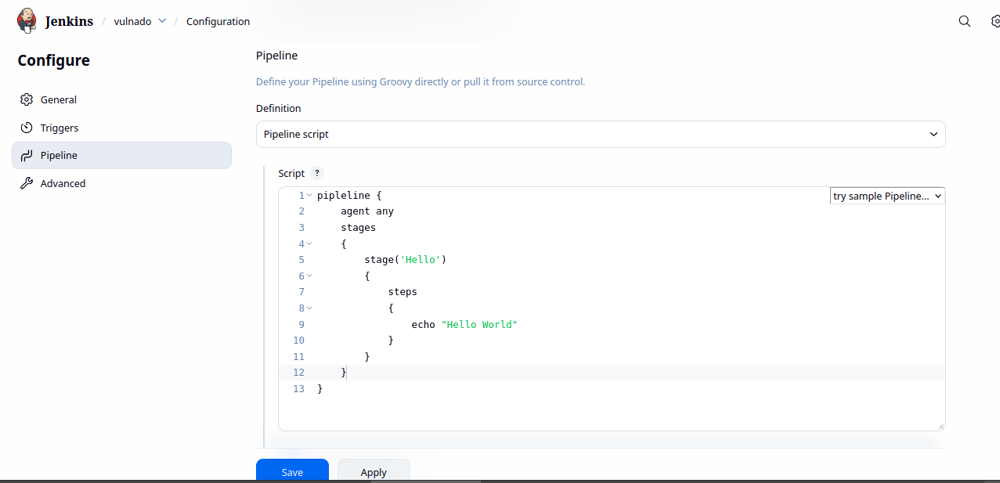 Jenkins / vulnado / Configuration
Configure
General
Triggers
Pipeline
Advanced
Pipeline
Define your Pipeline using Groovy directly or pull it from source control.
Definition
Pipeline script
Script ?
try sample Pipeline...
1 pipleline {
2     agent any
3     stages
4     {
5         stage('Hello')
6         {
7             steps
8             {
9                 echo "Hello World"
10             }
11         }
12     }
13 }
Save
Apply